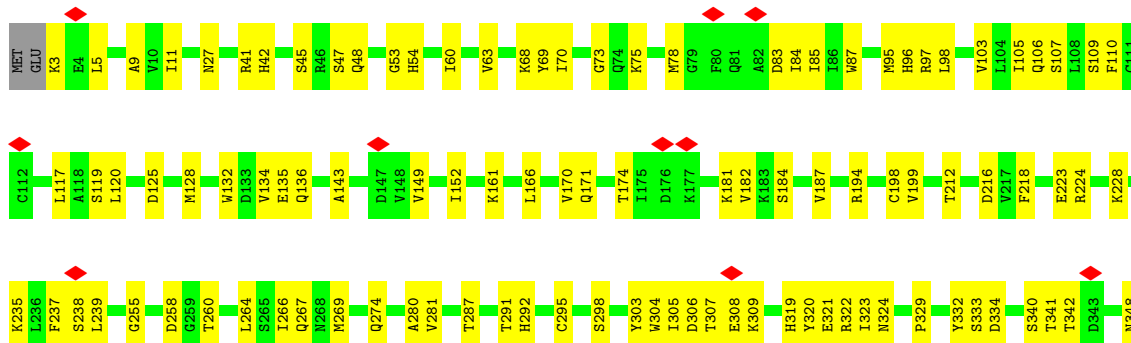 MET GLU K3 E4 L5 A9 V10 I11 N27 R41 H42 S45 R46 S47 Q48 G53 H54 I60 V63 K68 Y69 I70 G73 Q74 K75 M78 G79 F80 Q81 A82 D83 I84 I85 I86 W87 M95 H96 R97 L98 V103 L104 I105 Q106 S107 L108 S109 F110 C111
C112 L117 A118 S119 L120 D125 M128 W132 D133 V134 E135 Q136 A143 D147 V148 V149 I152 K161 L166 V170 Q171 T174 I175 D176 K177 K181 V182 K183 S184 V187 R194 C198 V199 T212 D216 V217 F218 E223 R224 K228
K235 L236 F237 S238 L239 G255 D258 G259 T260 L264 S265 I266 Q267 N268 M269 Q274 A280 V281 T287 T291 H292 C295 S298 Y303 W304 I305 D306 T307 E308 K309 H319 Y320 E321 R322 I323 N324 P329 Y332 S333 D334 S340 T341 T342 D343